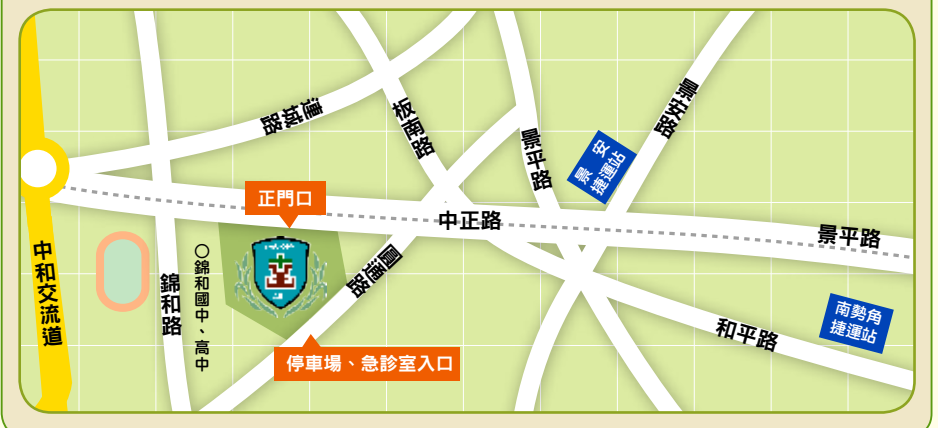 連城路
板南路
景安路
景平路
景安
捷運站
正門口
中正路
景平路
中和交流道
錦和路
〇錦和國中、高中
圓通路
停車場、急診室入口
和平路
南勢角
捷運站